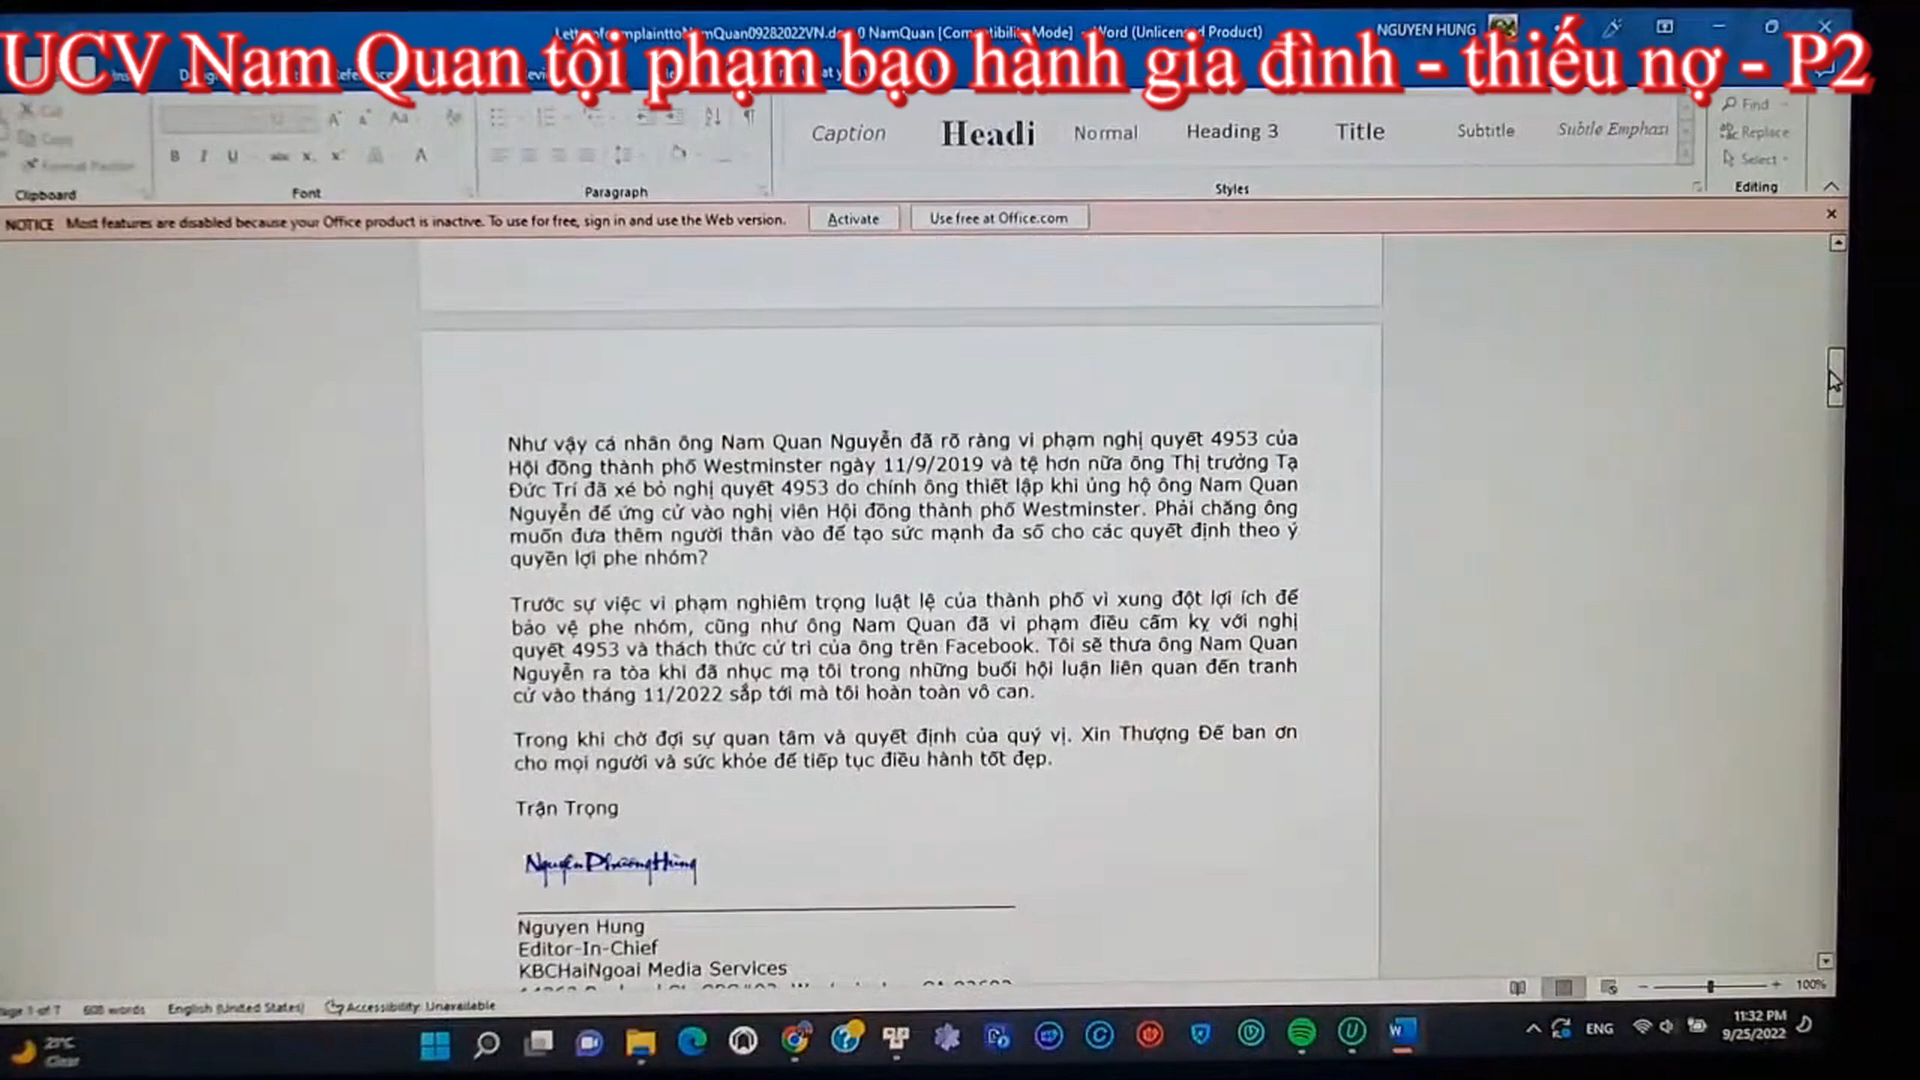 UCV Nam Quan tội phạm bạo hành gia đình - thiếu nợ - P2
NGUYEN HUNG
Caption
Headi
Normal
Heading 3
Title
Subtitle
Subtle Emphasi
Find
Replace
Select
Cut
Copy
Format Painter
Clipboard
Font
Paragraph
Styles
Editing
NOTICE Most features are disabled because your Office product is inactive. To use for free, sign in and use the Web version.
Activate
Use free at Office.com
Như vậy cá nhân ông Nam Quan Nguyễn đã rõ ràng vi phạm nghị quyết 4953 của
Hội đồng thành phố Westminster ngày 11/9/2019 và tệ hơn nữa ông Thị trưởng Tạ
Đức Trí đã xé bỏ nghị quyết 4953 do chính ông thiết lập khi ủng hộ ông Nam Quan
Nguyễn để ứng cử vào nghị viên Hội đồng thành phố Westminster. Phải chăng ông
muốn đưa thêm người thân vào để tạo sức mạnh đa số cho các quyết định theo ý
quyền lợi phe nhóm?
Trước sự việc vi phạm nghiêm trọng luật lệ của thành phố vì xung đột lợi ích để
bảo vệ phe nhóm, cũng như ông Nam Quan đã vi phạm điều cấm kỵ với nghị
quyết 4953 và thách thức cử tri của ông trên Facebook. Tôi sẽ thưa ông Nam Quan
Nguyễn ra tòa khi đã nhục mạ tôi trong những buổi hội luận liên quan đến tranh
cử vào tháng 11/2022 sắp tới mà tôi hoàn toàn vô can.
Trong khi chờ đợi sự quan tâm và quyết định của quý vị. Xin Thượng Đế ban ơn
cho mọi người và sức khỏe để tiếp tục điều hành tốt đẹp.
Trận Trọng
Nguyễn Phương Hùng
Nguyen Hung
Editor-In-Chief
KBCHaiNgoai Media Services
608 words
English (United States)
Accessibility: Unavailable
100%
Clear
ENG
11:32 PM
9/25/2022